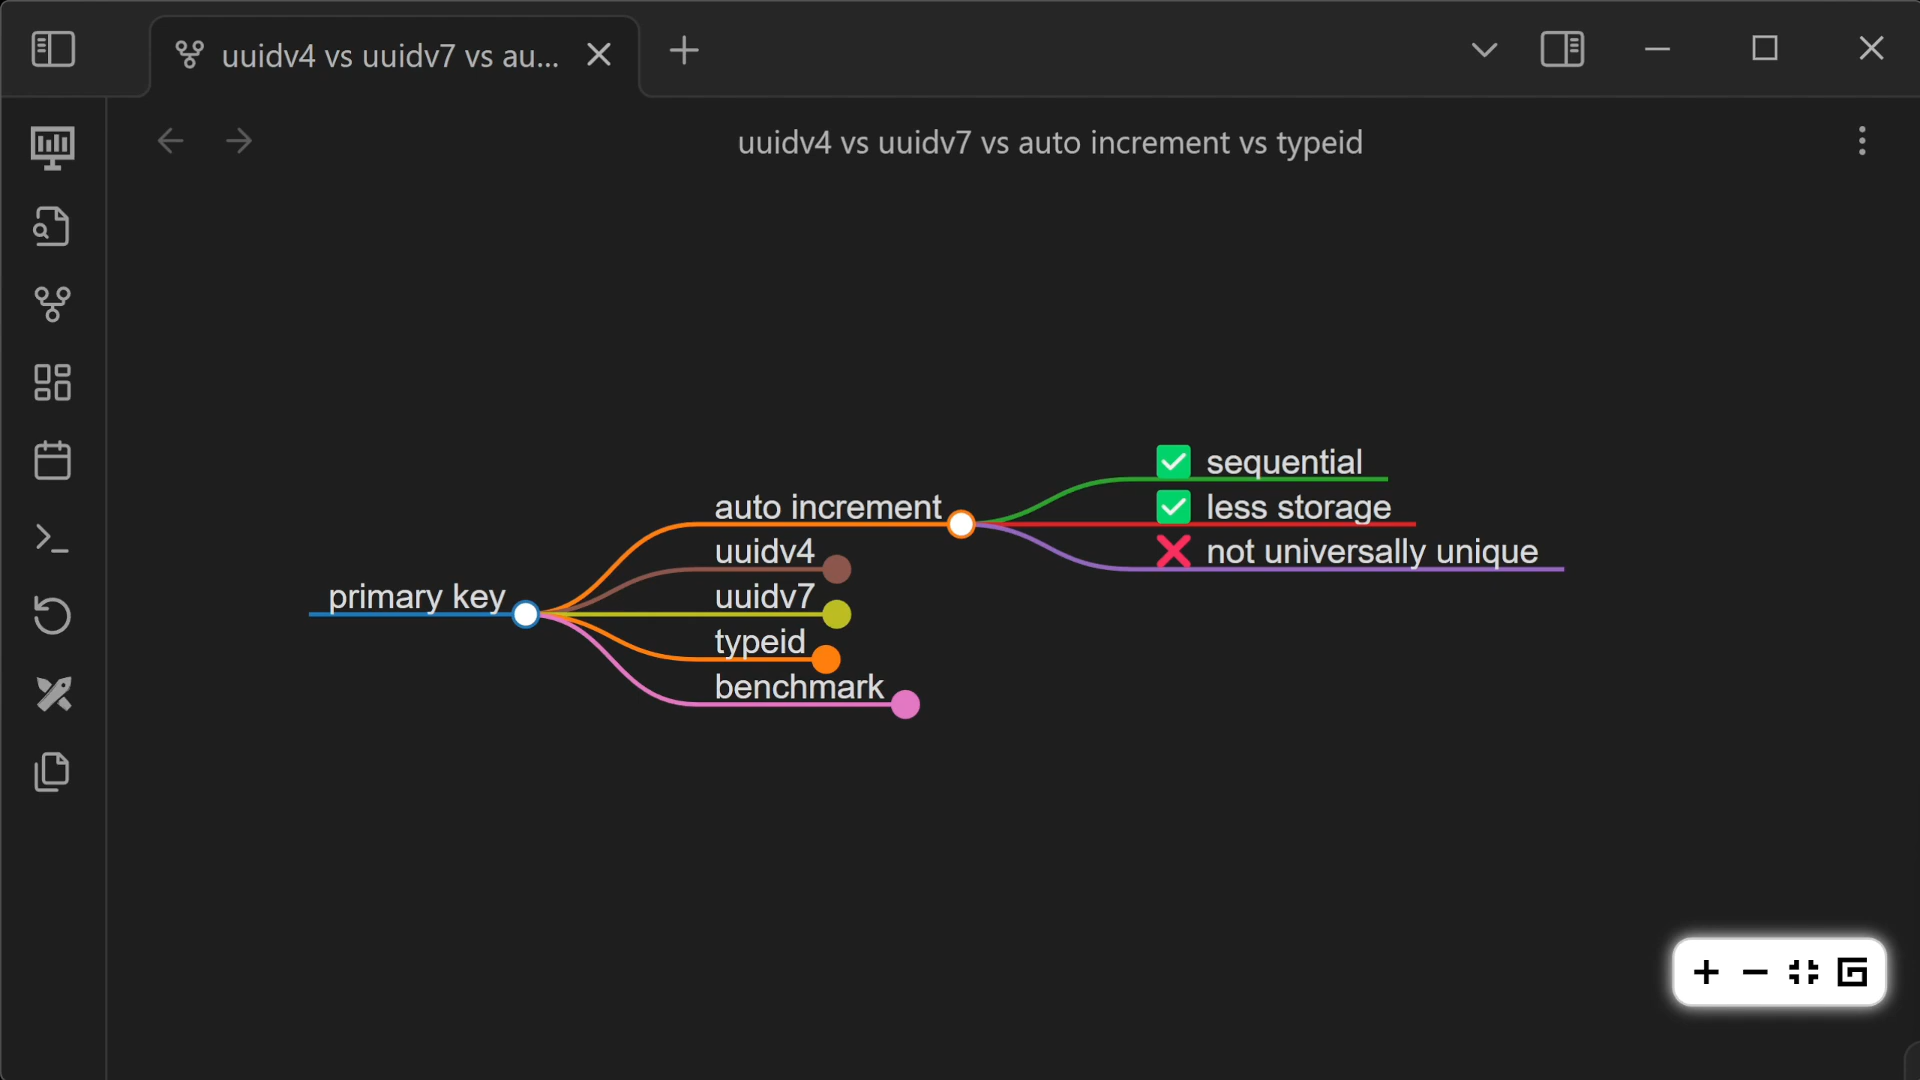 uuidv4 vs uuidv7 vs au...
uuidv4 vs uuidv7 vs auto increment vs typeid
primary key
auto increment
✅ sequential
✅ less storage
❌ not universally unique
uuidv4
uuidv7
typeid
benchmark